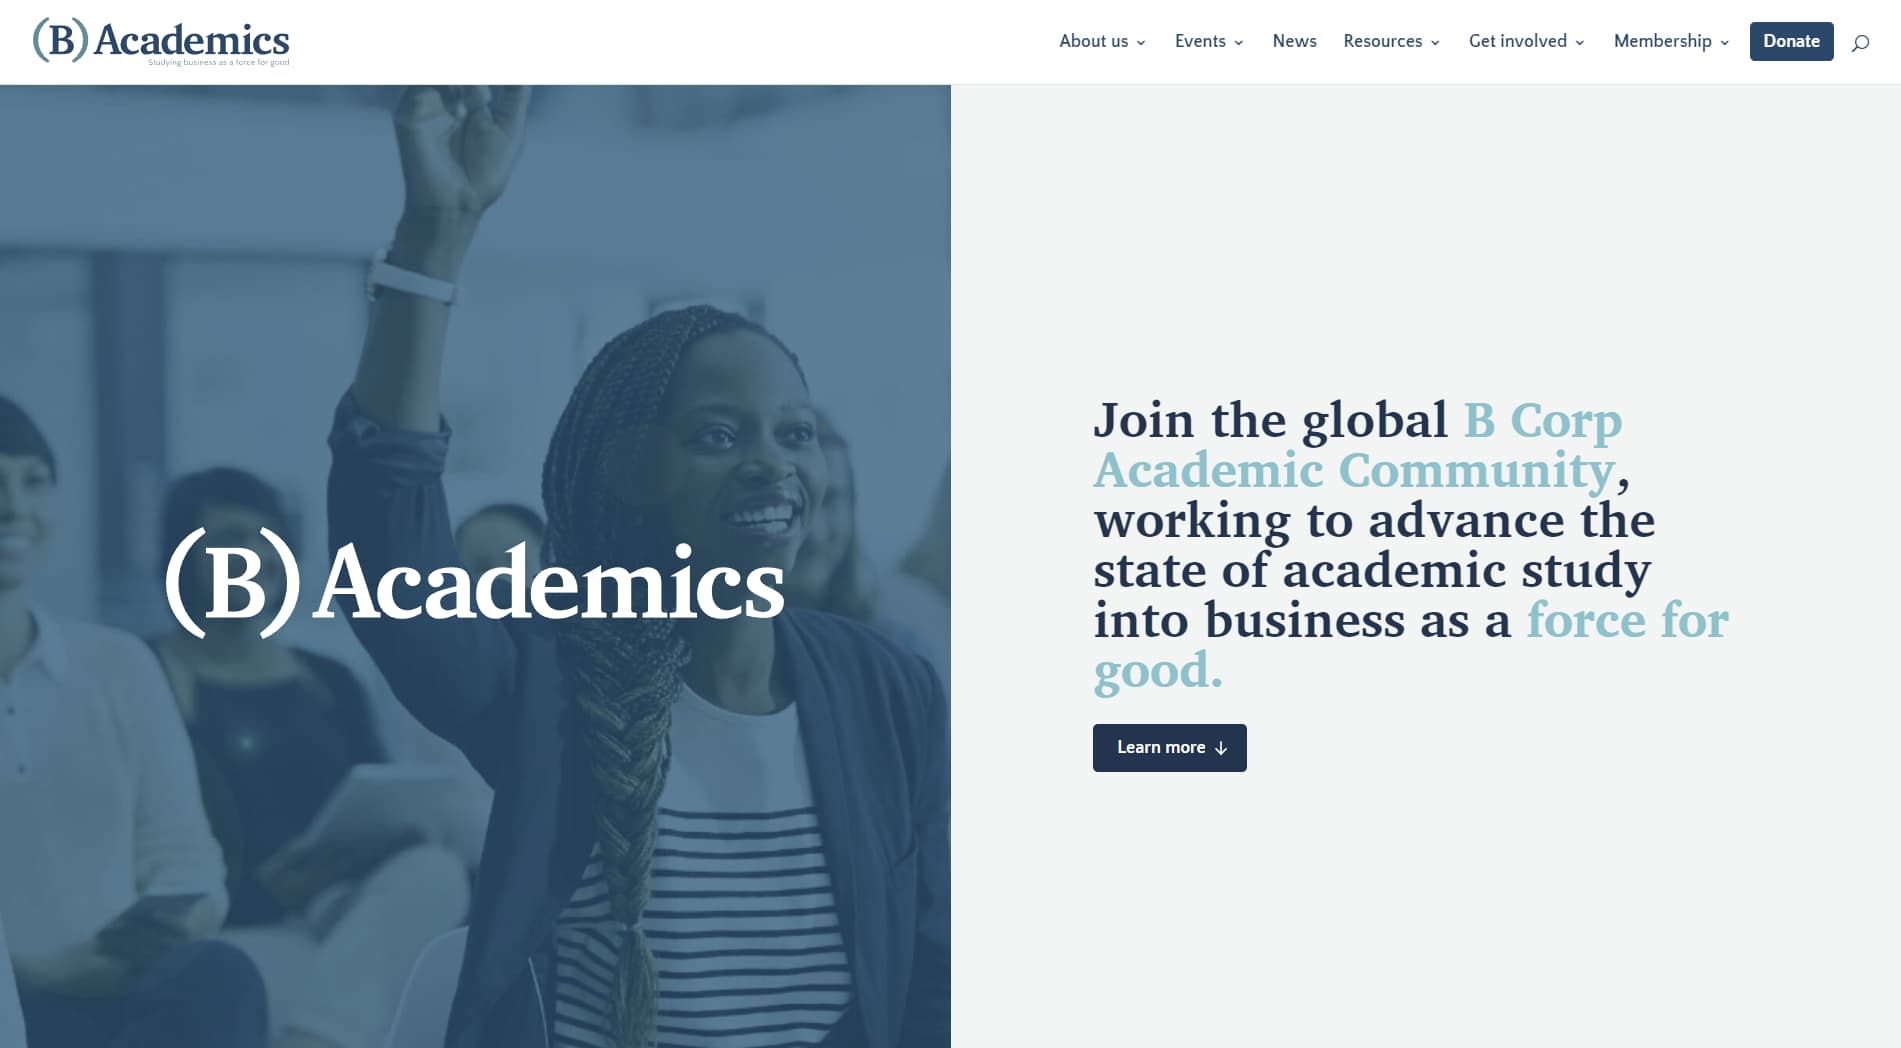 (B) Academics
Studying business as a force for good
About us
Events
News
Resources
Get involved
Membership
Donate
(B) Academics
Join the global B Corp
Academic Community,
working to advance the
state of academic study
into business as a force for
good.
Learn more ↓